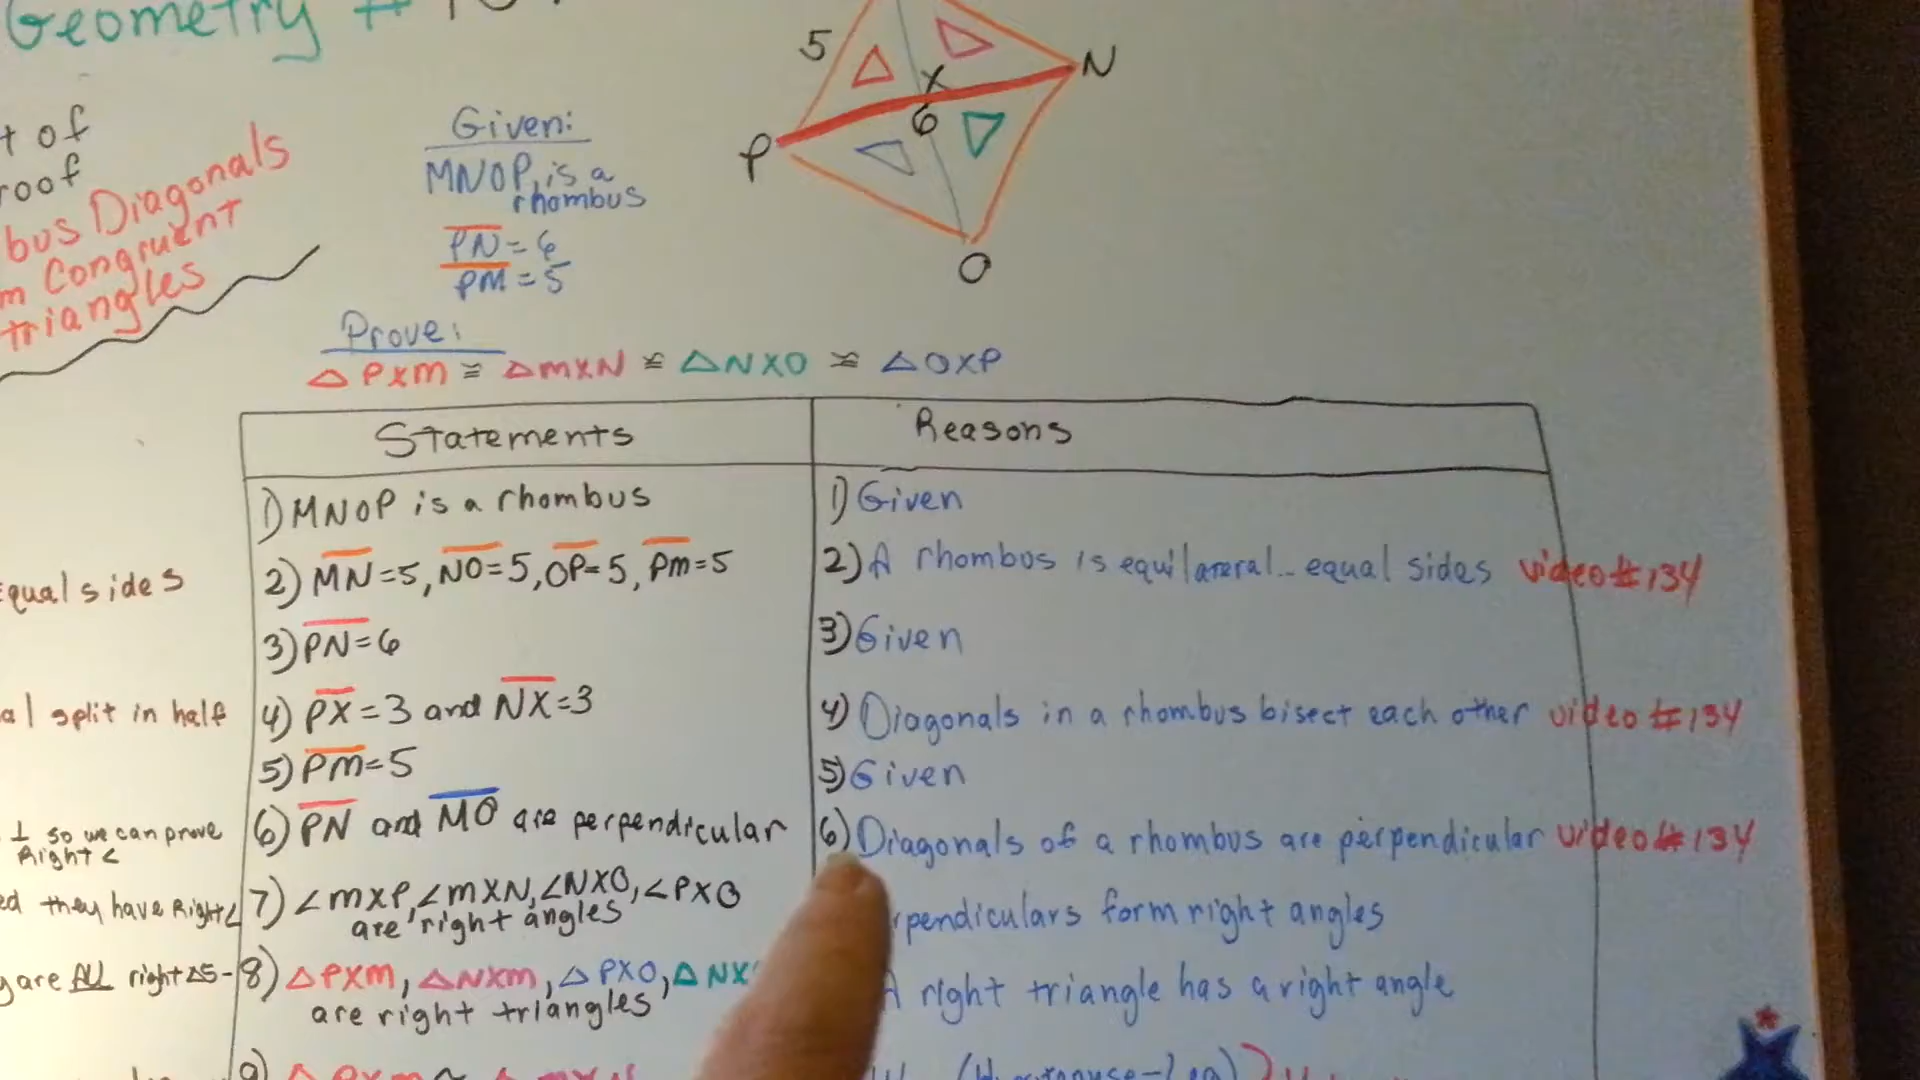 Geometry #
t of
roof
bus Diagonals
m Congruent
triangles
Given:
MNOP is a
rhombus
PN = 6
PM = 5
5
X
N
6
P
O
Prove:
△PXM ≅ △MXN ≅ △NXO ≅ △OXP
Statements
Reasons
1) MNOP is a rhombus
1) Given
Equal sides
2) MN = 5, NO = 5, OP = 5, PM = 5
2) A rhombus is equilateral.. equal sides video #134
3) PN = 6
3) Given
al split in half
4) PX = 3 and NX = 3
4) Diagonals in a rhombus bisect each other video #134
5) PM = 5
5) Given
⊥ so we can prove
Right <
6) PN and MO are perpendicular
6) Diagonals of a rhombus are perpendicular video #134
ed they have Right <
7) ∠MXP, ∠MXN, ∠NXO, ∠PXO
are right angles
rpendiculars form right angles
y are ALL right △s -
8) △PXM, △NXM, △PXO, △NX
are right triangles
A right triangle has a right angle
9) △PXM ≅ △MXN
(Hypotenuse-Leg)